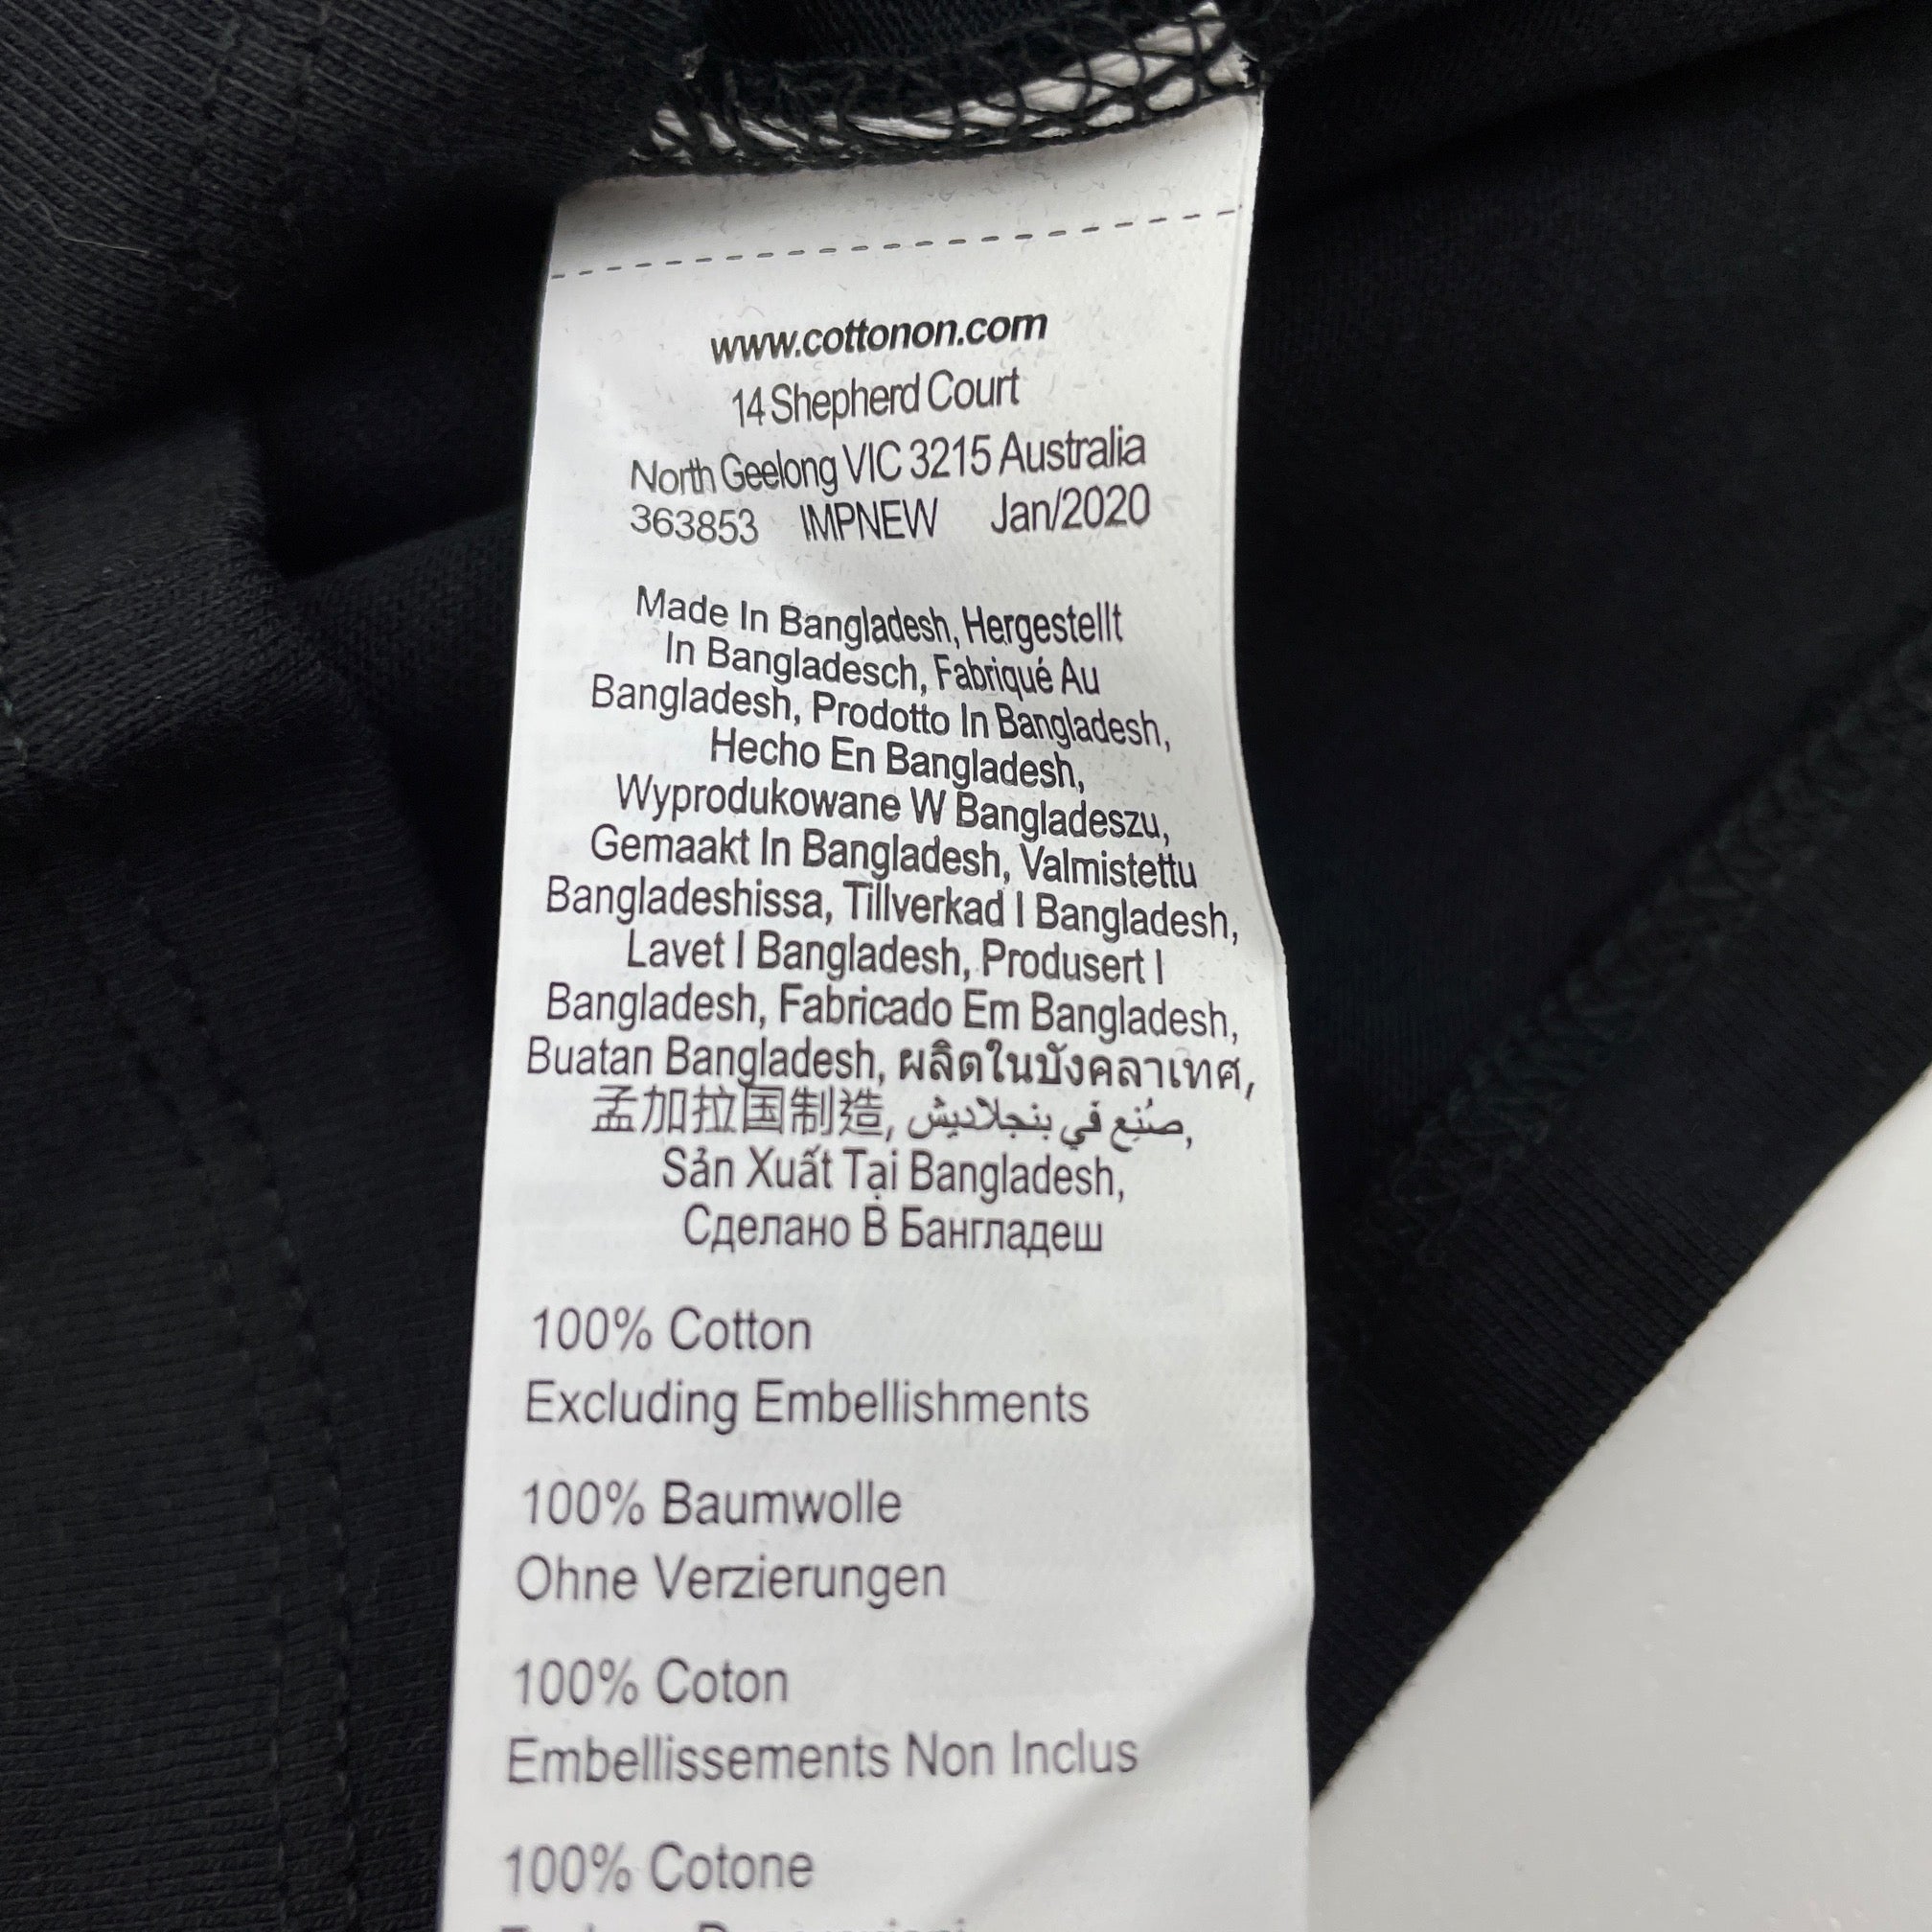 www.cottonon.com
14 Shepherd Court
North Geelong VIC 3215 Australia
363853 IMPNEW Jan/2020
Made In Bangladesh, Hergestellt
In Bangladesch, Fabriqué Au
Bangladesh, Prodotto In Bangladesh,
Hecho En Bangladesh,
Wyprodukowane W Bangladeszu,
Gemaakt In Bangladesh, Valmistettu
Bangladeshissa, Tillverkad I Bangladesh,
Lavet I Bangladesh, Produsert I
Bangladesh, Fabricado Em Bangladesh,
Buatan Bangladesh, ผลิตในบังคลาเทศ,
孟加拉国制造, صُنِع في بنجلاديش,
Sản Xuất Tại Bangladesh,
Сделано В Бангладеш
100% Cotton
Excluding Embellishments
100% Baumwolle
Ohne Verzierungen
100% Coton
Embellissements Non Inclus
100% Cotone